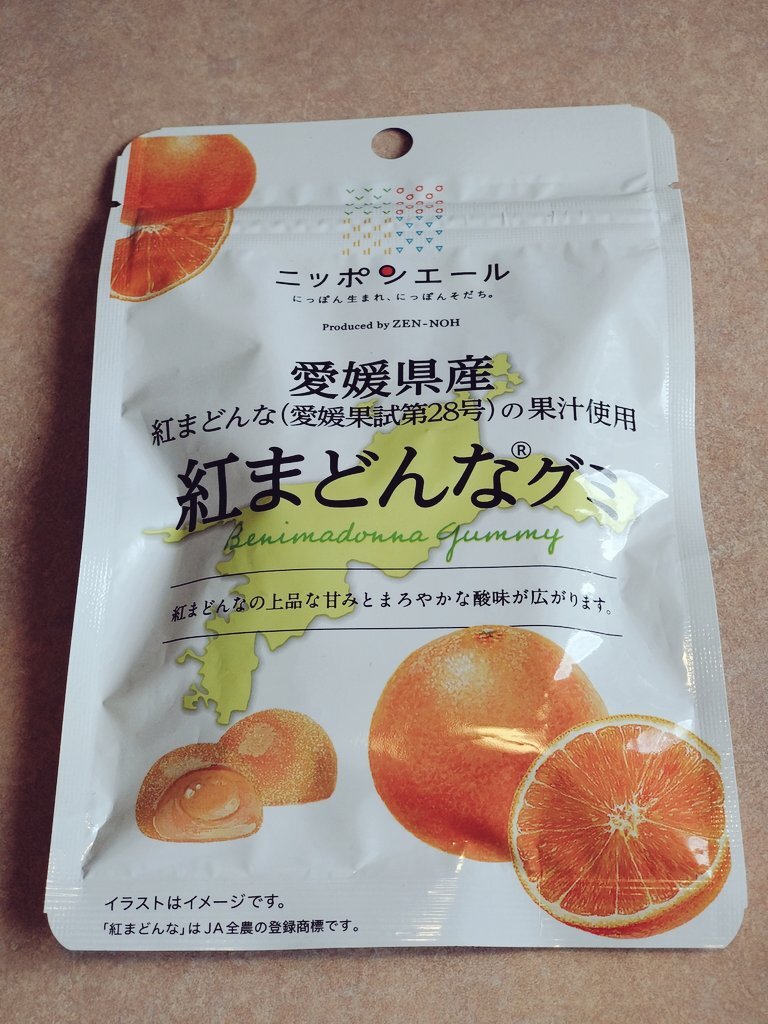 ニッポンエール
にっぽん生まれ、にっぽんそだち。
Produced by ZEN-NOH
愛媛県産
紅まどんな(愛媛果試第28号)の果汁使用
紅まどんな®グミ
Benimadonna Gummy
紅まどんなの上品な甘みとまろやかな酸味が広がります。
イラストはイメージです。
「紅まどんな」はJA全農の登録商標です。